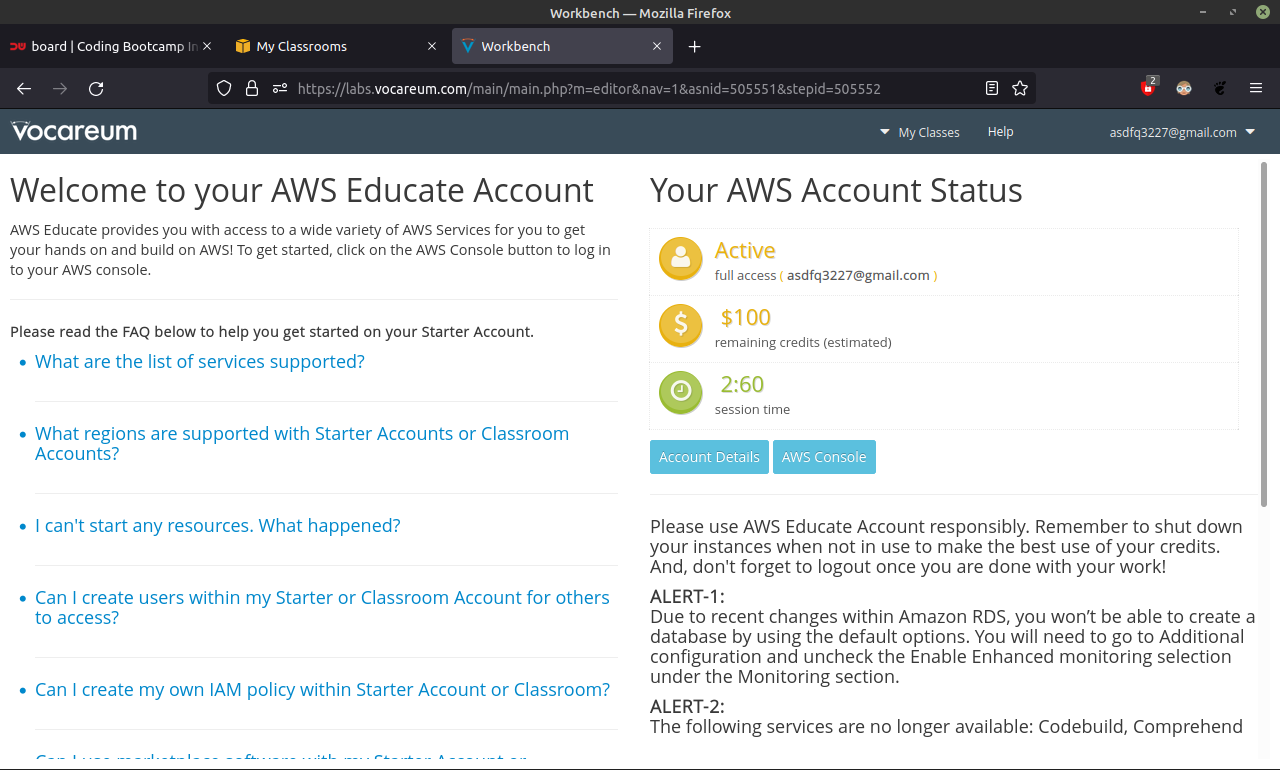 Workbench — Mozilla Firefox
board | Coding Bootcamp In
My Classrooms
Workbench
https://labs.vocareum.com/main/main.php?m=editor&nav=1&asnid=505551&stepid=505552
2
vocareum
My Classes
Help
asdfq3227@gmail.com
Welcome to your AWS Educate Account
AWS Educate provides you with access to a wide variety of AWS Services for you to get
your hands on and build on AWS! To get started, click on the AWS Console button to log in
to your AWS console.
Please read the FAQ below to help you get started on your Starter Account.
• What are the list of services supported?
• What regions are supported with Starter Accounts or Classroom
Accounts?
• I can't start any resources. What happened?
• Can I create users within my Starter or Classroom Account for others
to access?
• Can I create my own IAM policy within Starter Account or Classroom?
Can I use marketplace software with my Starter Account or
Your AWS Account Status
Active
full access ( asdfq3227@gmail.com )
$100
remaining credits (estimated)
2:60
session time
Account Details
AWS Console
Please use AWS Educate Account responsibly. Remember to shut down
your instances when not in use to make the best use of your credits.
And, don't forget to logout once you are done with your work!
ALERT-1:
Due to recent changes within Amazon RDS, you won’t be able to create a
database by using the default options. You will need to go to Additional
configuration and uncheck the Enable Enhanced monitoring selection
under the Monitoring section.
ALERT-2:
The following services are no longer available: Codebuild, Comprehend